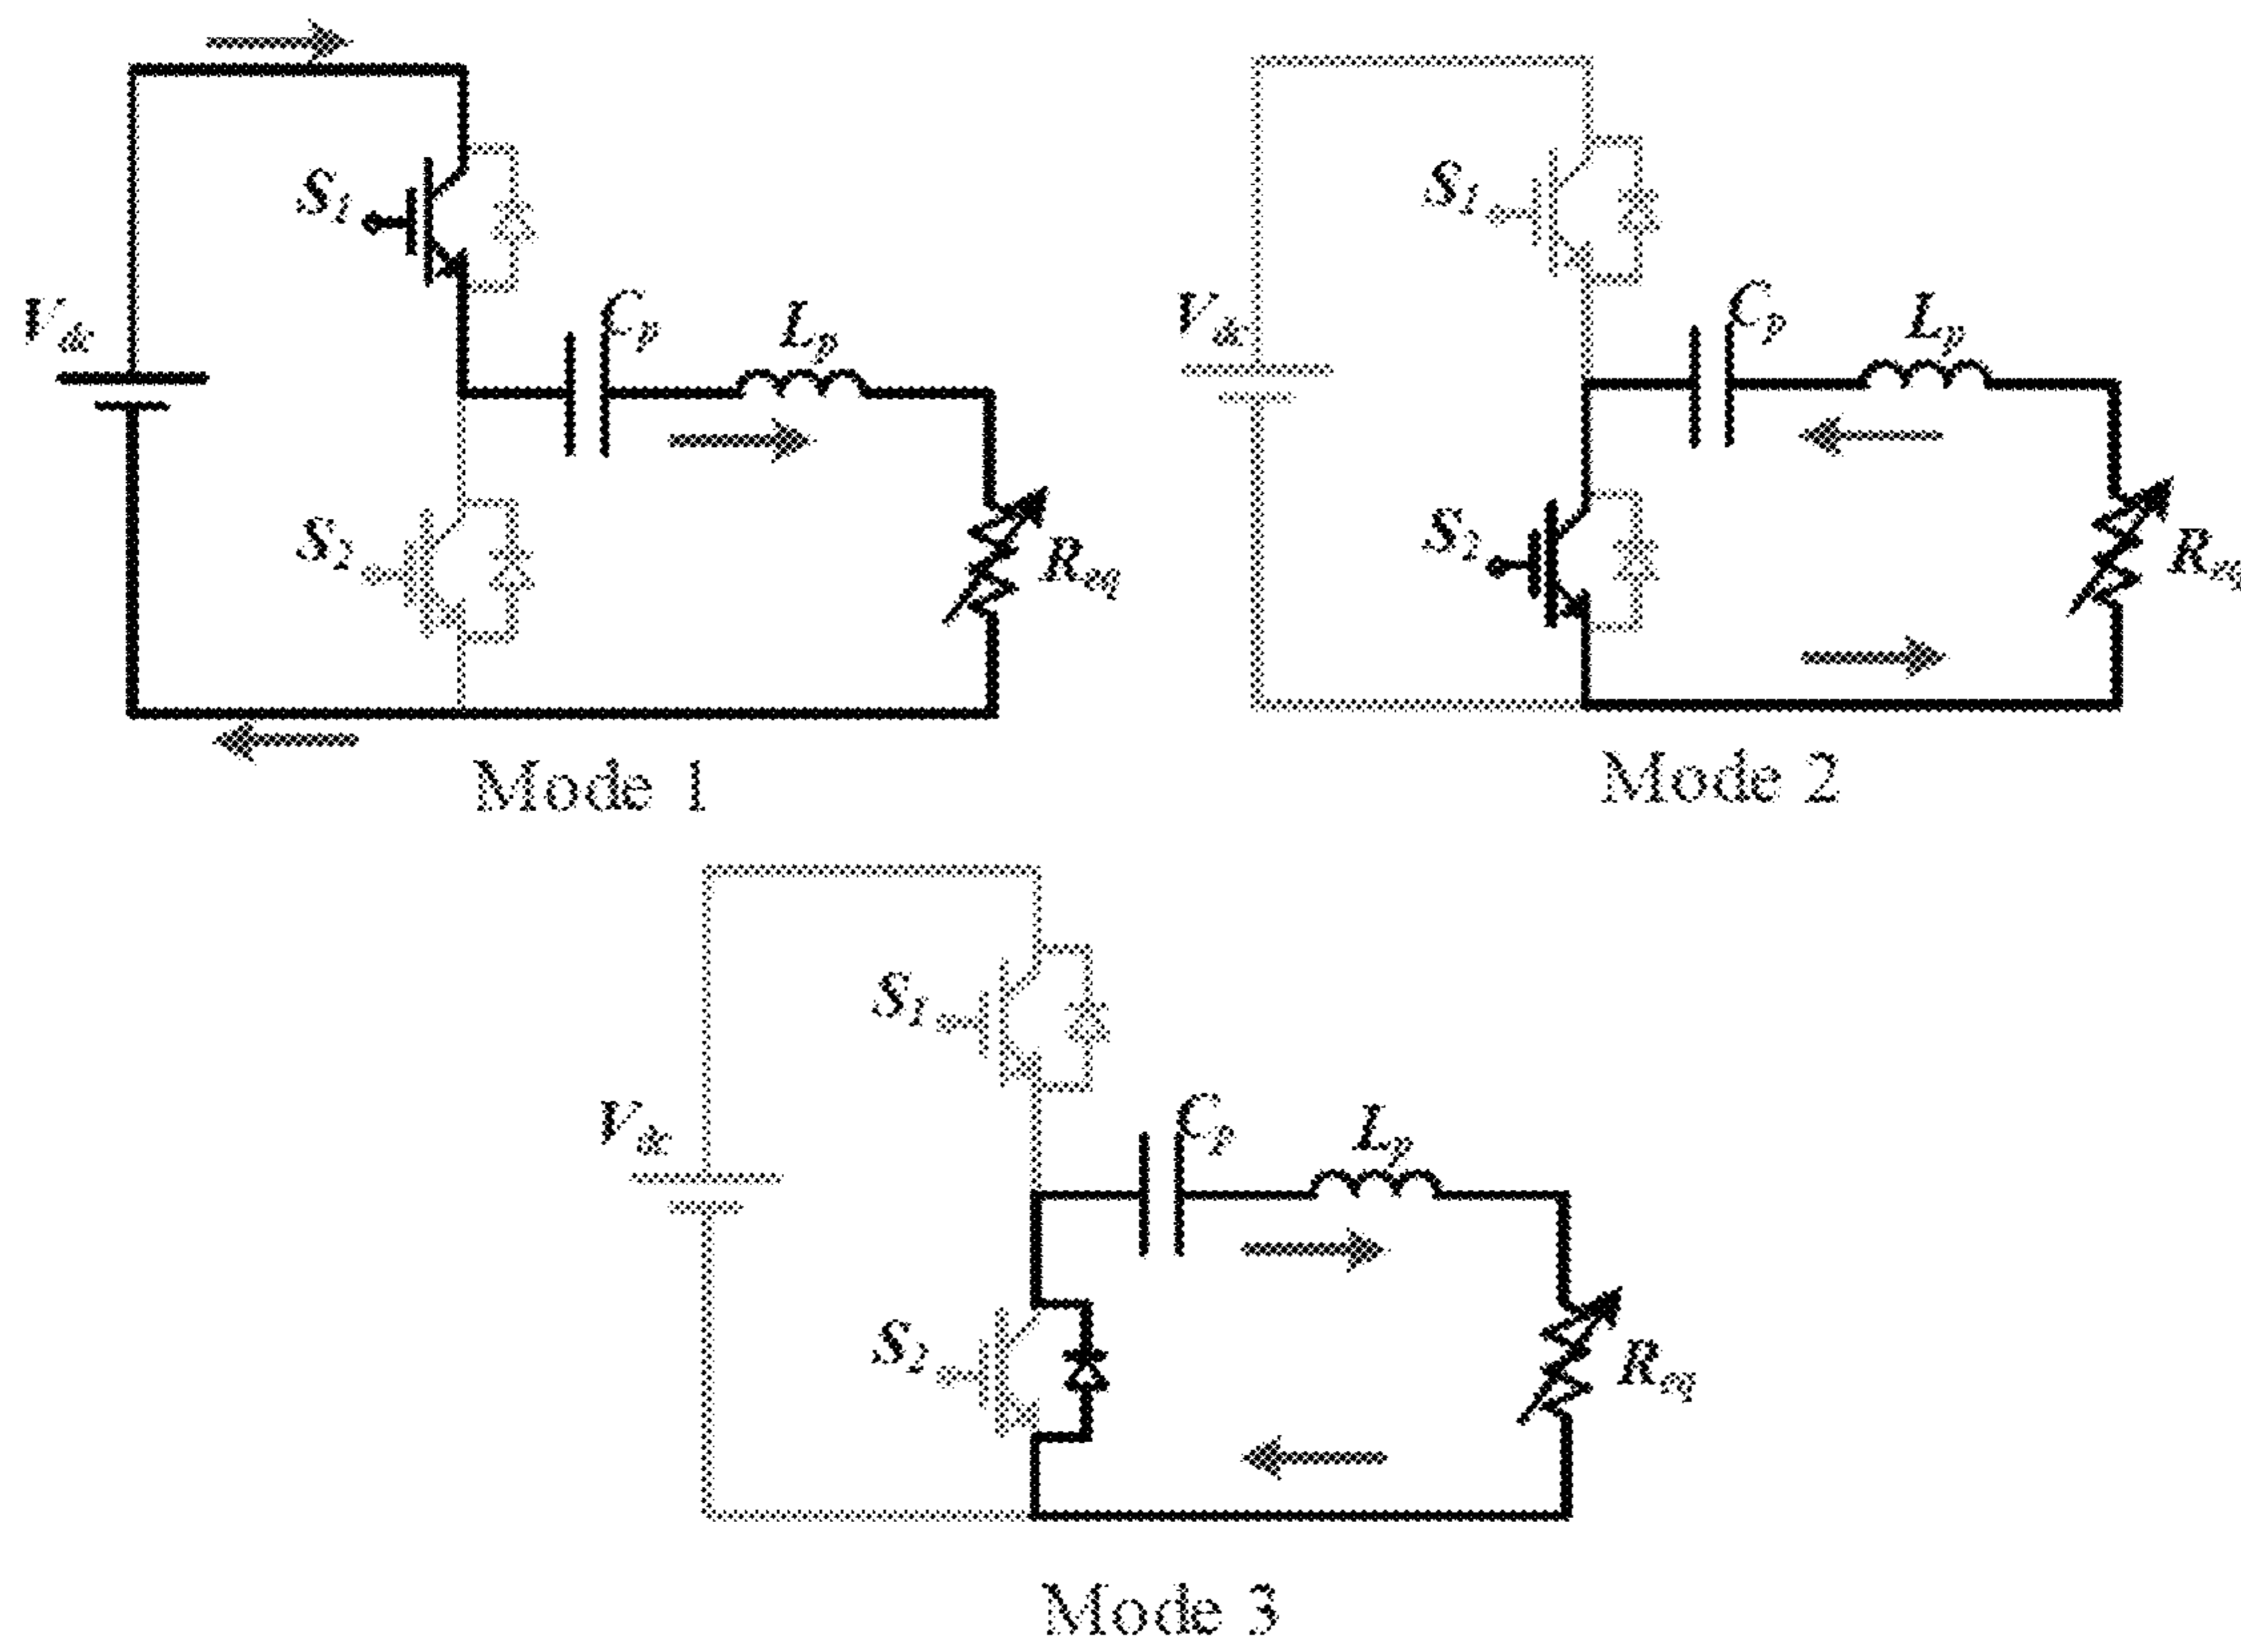 S1
Vdc
Cp
Lp
S2
Req
Mode 1
S1
Vdc
Cp
Lp
S2
Req
Mode 2
S1
Vdc
Cp
Lp
S2
Req
Mode 3